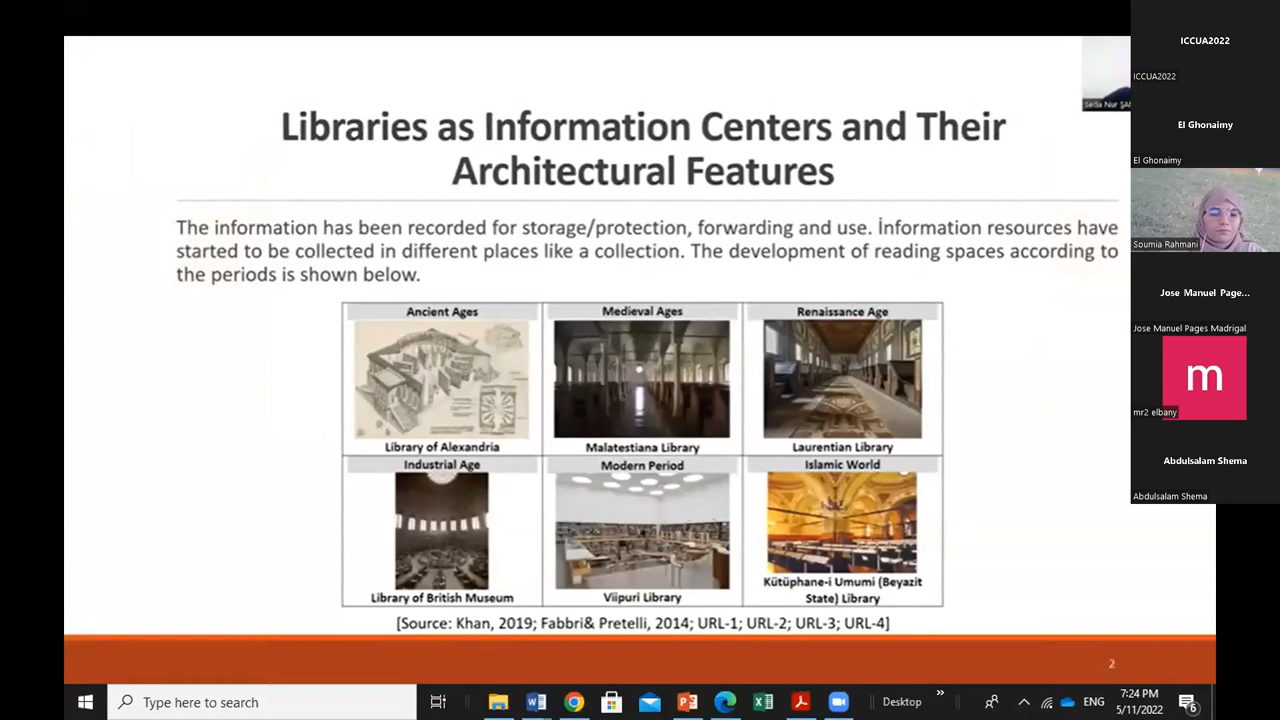 Libraries as Information Centers and Their
Architectural Features
The information has been recorded for storage/protection, forwarding and use. İnformation resources have
started to be collected in different places like a collection. The development of reading spaces according to
the periods is shown below.
Ancient Ages
Medieval Ages
Renaissance Age
Library of Alexandria
Malatestiana Library
Laurentian Library
Industrial Age
Modern Period
Islamic World
Library of British Museum
Viipuri Library
Kütüphane-i Umumi (Beyazit
State) Library
[Source: Khan, 2019; Fabbri& Pretelli, 2014; URL-1; URL-2; URL-3; URL-4]
2
Seda Nur
ICCUA2022
ICCUA2022
El Ghonaimy
El Ghonaimy
Soumia Rahmani
Jose Manuel Page...
Jose Manuel Pages Madrigal
m
mr2 elbany
Abdulsalam Shema
Abdulsalam Shema
Type here to search
Desktop
ENG
7:24 PM
5/11/2022
6